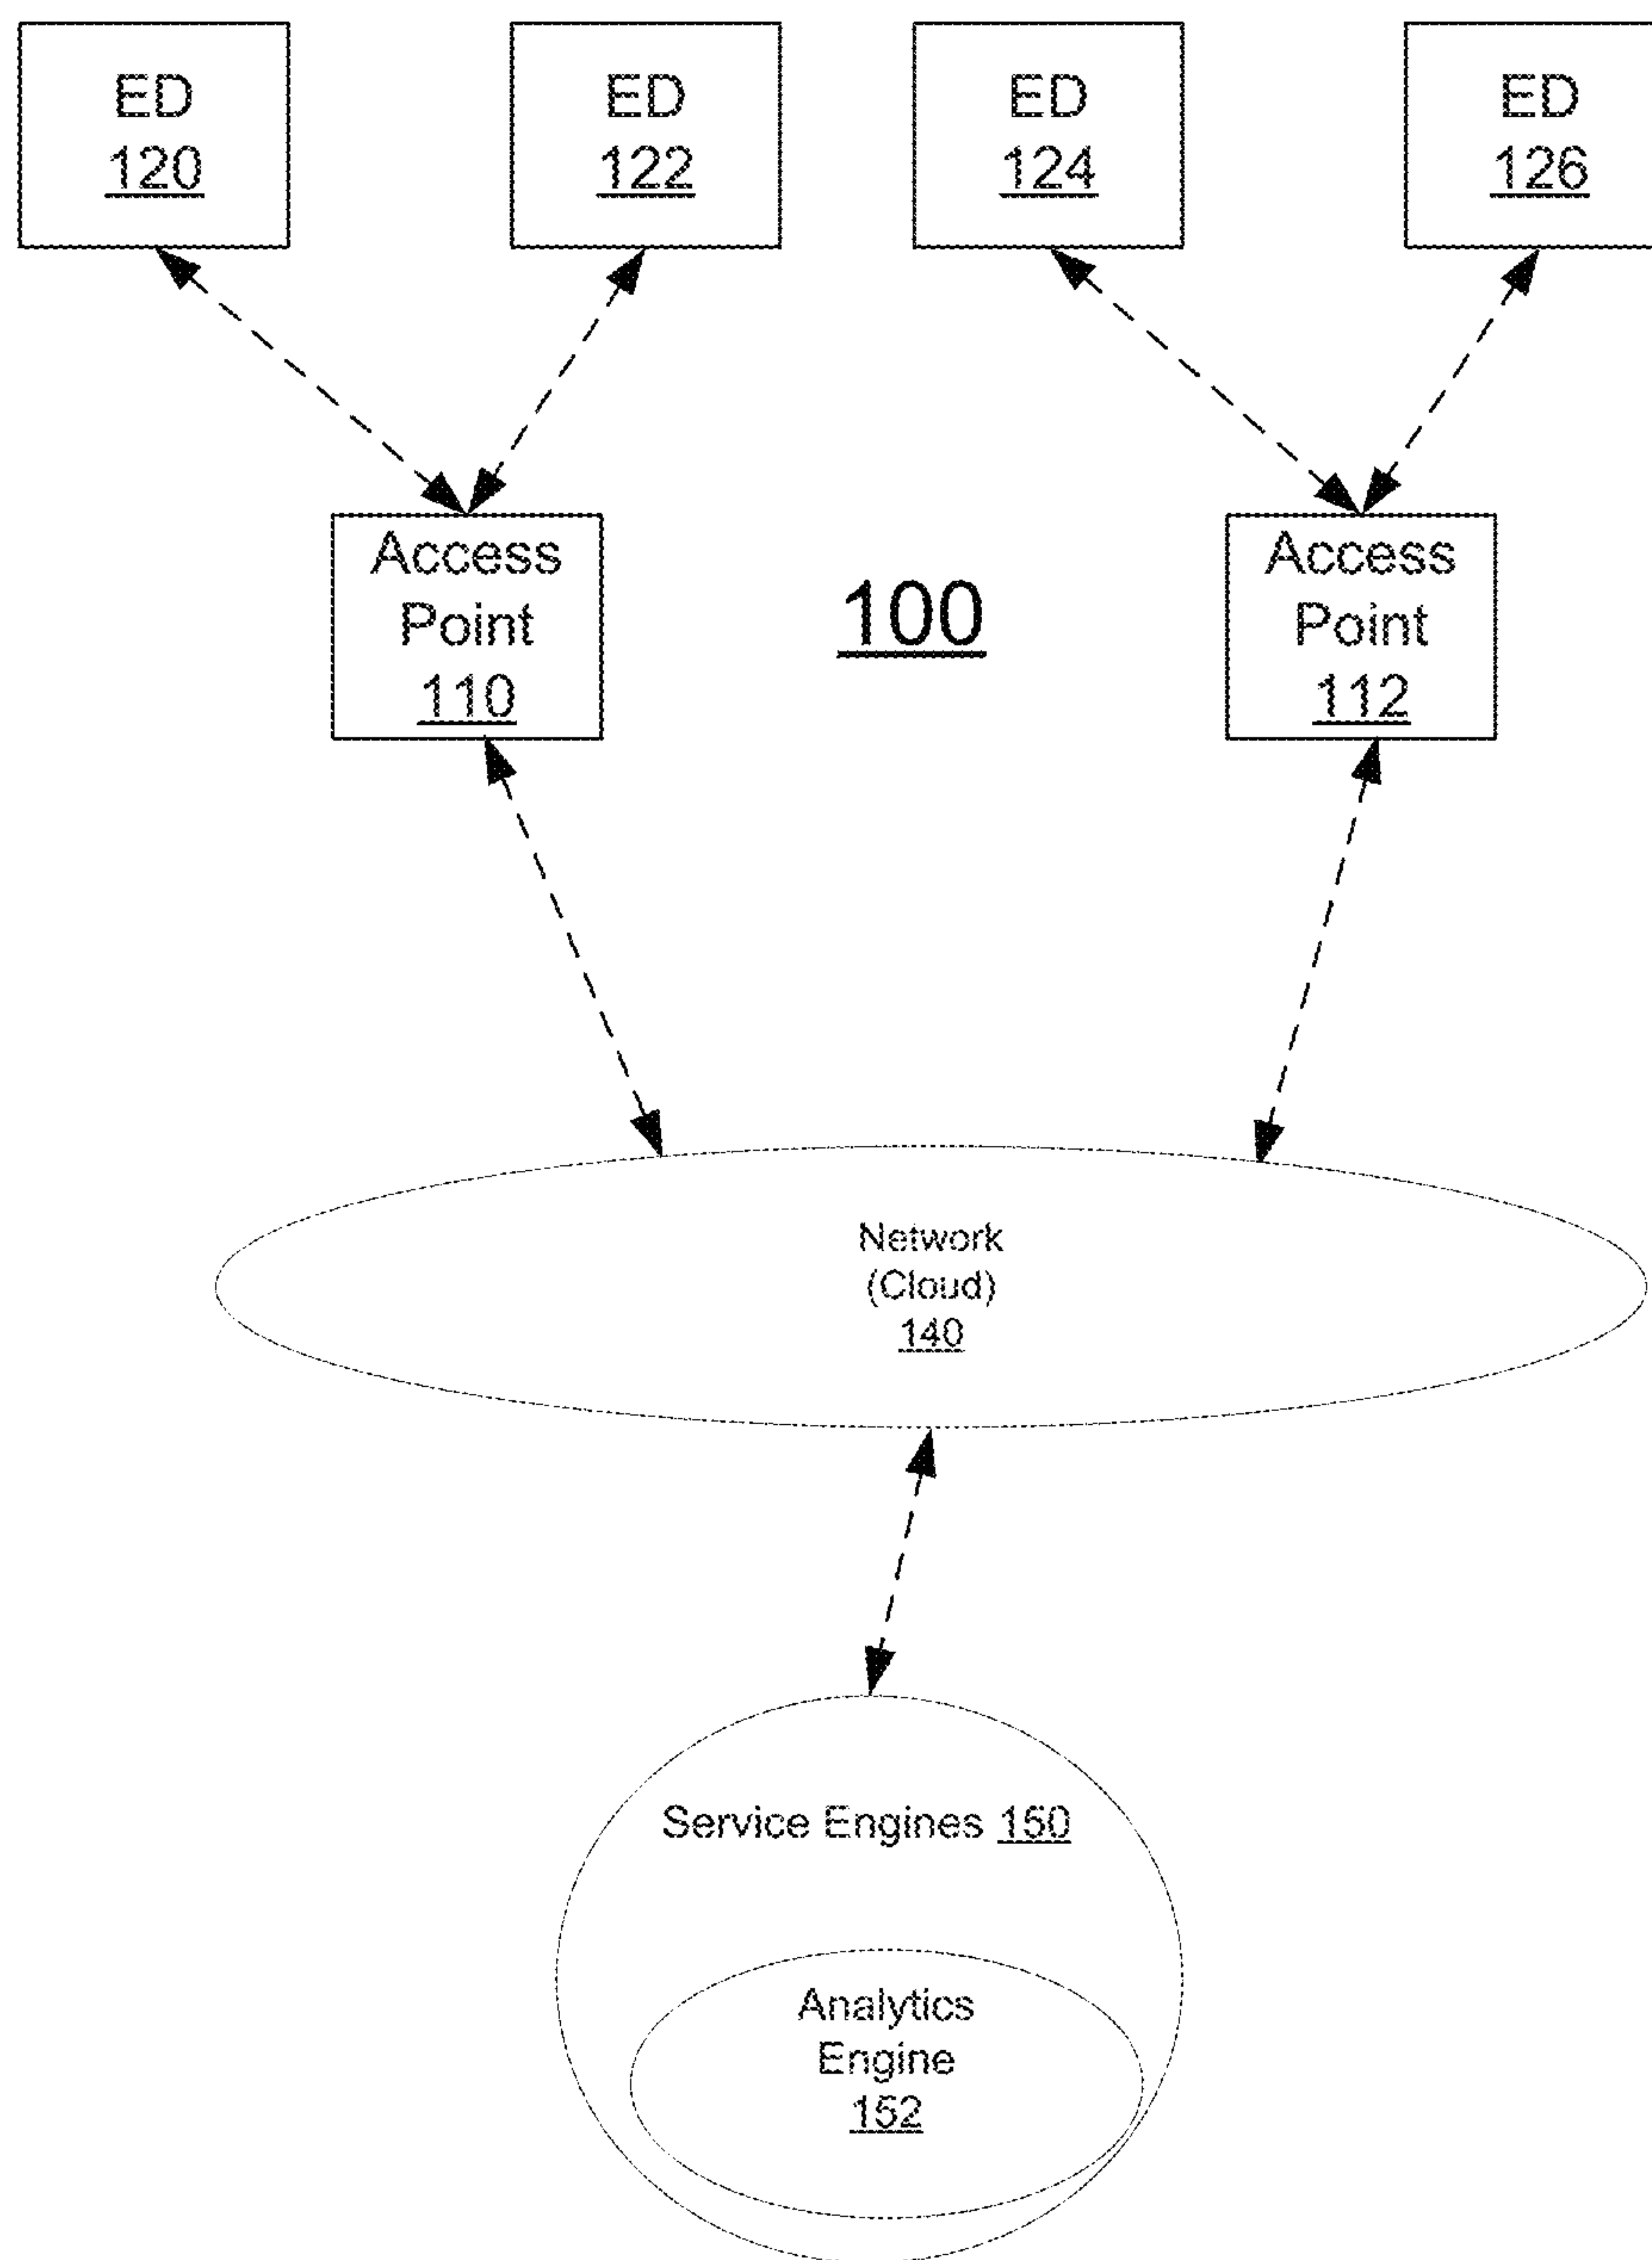 ED
120
ED
122
ED
124
ED
126
Access
Point
110
100
Access
Point
112
Network
(Cloud)
140
Service Engines 150
Analytics
Engine
152